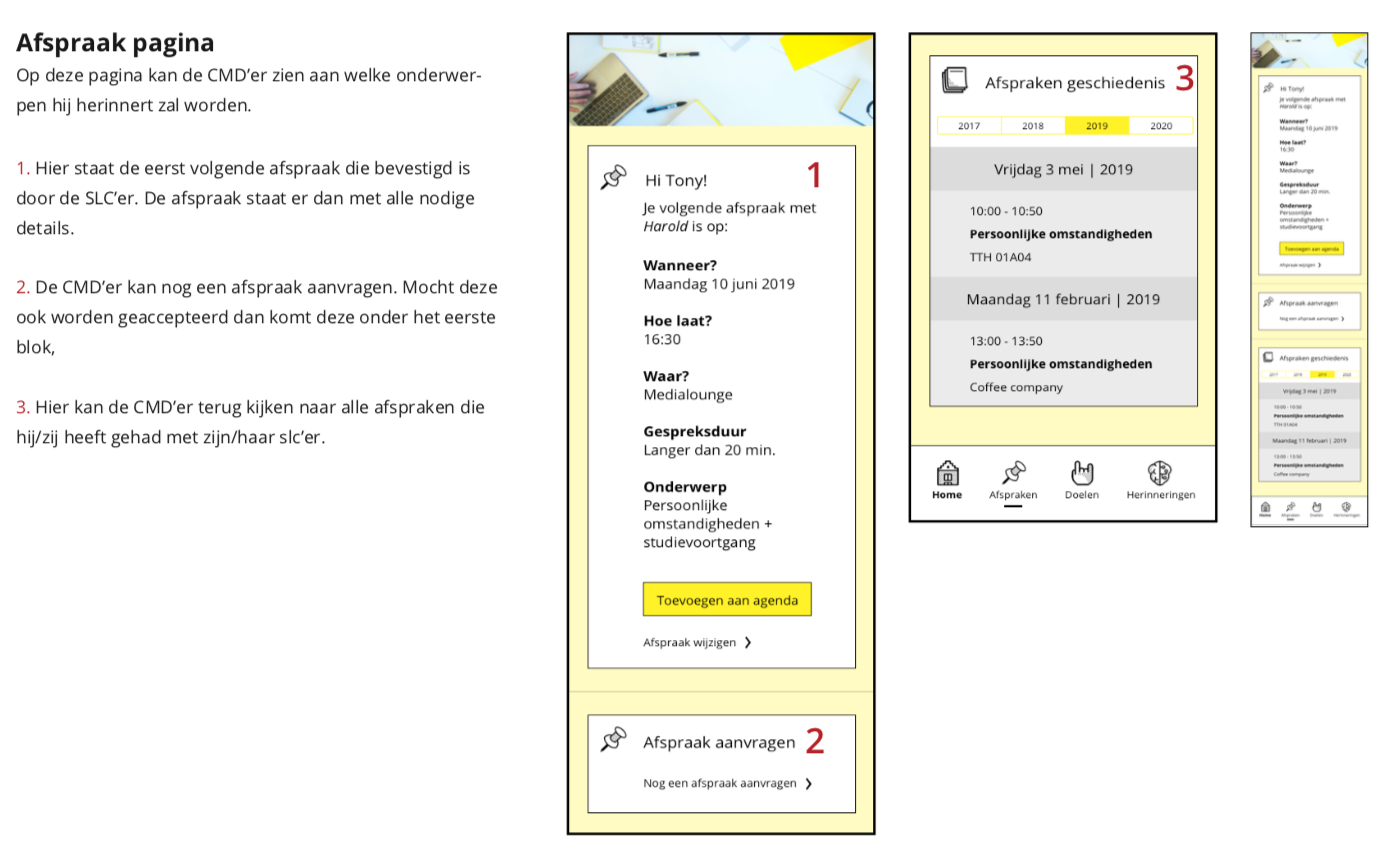 Afspraak pagina
Op deze pagina kan de CMD'er zien aan welke onderwer-
pen hij herinnert zal worden.
1. Hier staat de eerst volgende afspraak die bevestigd is
door de SLC'er. De afspraak staat er dan met alle nodige
details.
2. De CMD'er kan nog een afspraak aanvragen. Mocht deze
ook worden geaccepteerd dan komt deze onder het eerste
blok,
3. Hier kan de CMD'er terug kijken naar alle afspraken die
hij/zij heeft gehad met zijn/haar slc'er.
Hi Tony!
1
Je volgende afspraak met
Harold is op:
Wanneer?
Maandag 10 juni 2019
Hoe laat?
16:30
Waar?
Medialounge
Gespreksduur
Langer dan 20 min.
Onderwerp
Persoonlijke
omstandigheden +
studievoortgang
Toevoegen aan agenda
Afspraak wijzigen ❯
Afspraak aanvragen 2
Nog een afspraak aanvragen ❯
Afspraken geschiedenis 3
2017 2018 2019 2020
Vrijdag 3 mei | 2019
10:00 - 10:50
Persoonlijke omstandigheden
TTH 01A04
Maandag 11 februari | 2019
13:00 - 13:50
Persoonlijke omstandigheden
Coffee company
Home Afspraken Doelen Herinneringen
Hi Tony!
Je volgende afspraak met
Harold is op:
Wanneer?
Maandag 10 juni 2019
Hoe laat?
16:30
Waar?
Medialounge
Gespreksduur
Langer dan 20 min.
Onderwerp
Persoonlijke
omstandigheden +
studievoortgang
Toevoegen aan agenda
Afspraak wijzigen ❯
Afspraak aanvragen
Nog een afspraak aanvragen ❯
Afspraken geschiedenis
2017 2018 2019 2020
Vrijdag 3 mei | 2019
10:00 - 10:50
Persoonlijke omstandigheden
TTH 01A04
Maandag 11 februari | 2019
13:00 - 13:50
Persoonlijke omstandigheden
Coffee company
Home Afspraken Doelen Herinneringen